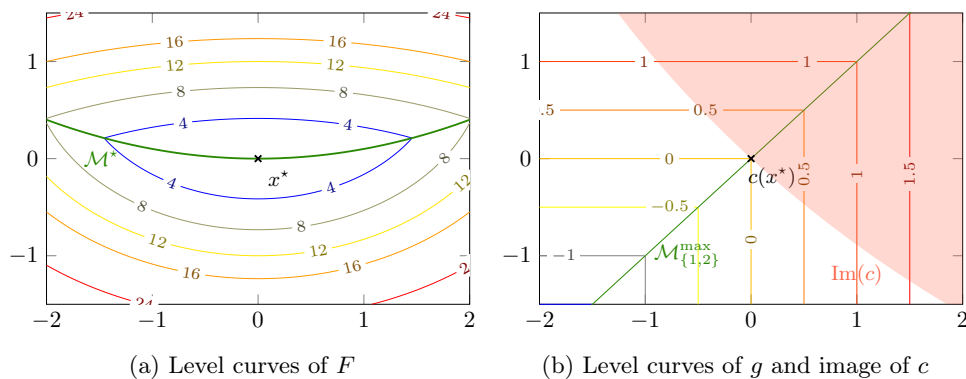 24 24
16 16
12 12
8 8
4 4
M⋆
x⋆
4 4
8 8
12 12
16 16
24 2
1
0
−1
−2 −1 0 1 2
(a) Level curves of F
1 1
.5 0.5
0
c(x⋆)
−0.5
−1
0 0.5 1 1.5
M^max_{1,2}
Im(c)
1
0
−1
−2 −1 0 1 2
(b) Level curves of g and image of c